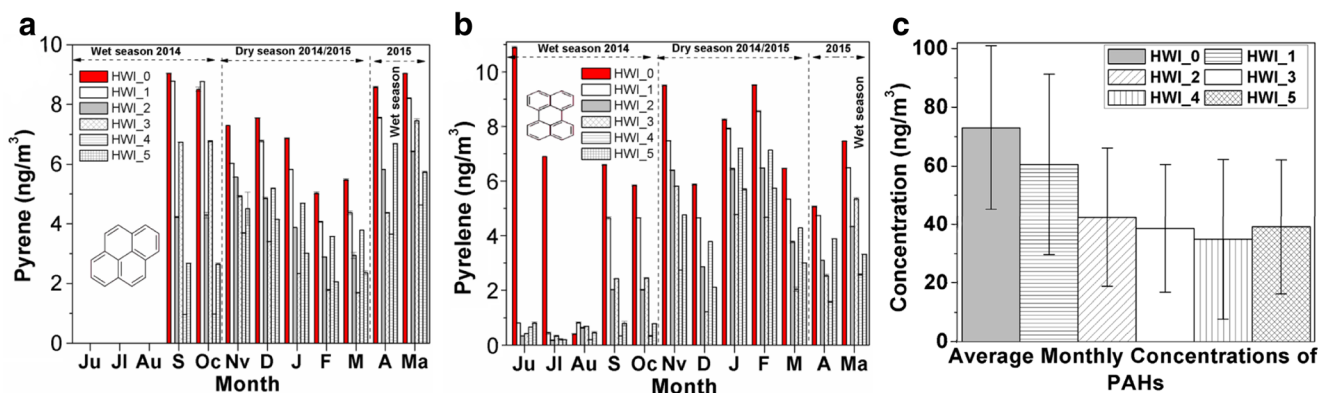 a
Wet season 2014
Dry season 2014/2015
2015
Wet season
HWI_0
HWI_1
HWI_2
HWI_3
HWI_4
HWI_5
Pyrene (ng/m³)
10
8
6
4
2
0
Ju Jl Au S Oc Nv D J F M A Ma
Month
b
Wet season 2014
Dry season 2014/2015
2015
Wet season
HWI_0
HWI_1
HWI_2
HWI_3
HWI_4
HWI_5
Pyrelene (ng/m³)
10
8
6
4
2
0
Ju Jl Au S Oc Nv D J F M A Ma
Month
c
HWI_0 HWI_1
HWI_2 HWI_3
HWI_4 HWI_5
Concentration (ng/m³)
100
80
60
40
20
0
Average Monthly Concentrations of
PAHs